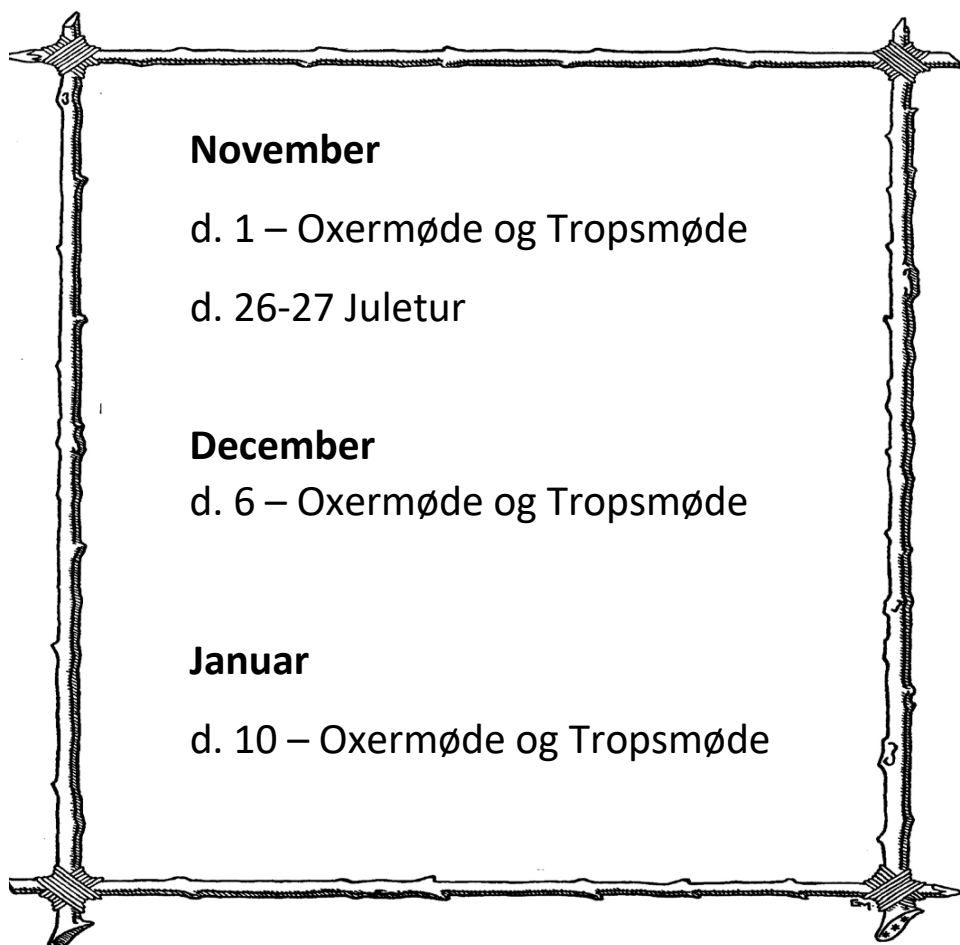 November
d. 1 – Oxermøde og Tropsmøde
d. 26-27 Juletur
December
d. 6 – Oxermøde og Tropsmøde
Januar
d. 10 – Oxermøde og Tropsmøde